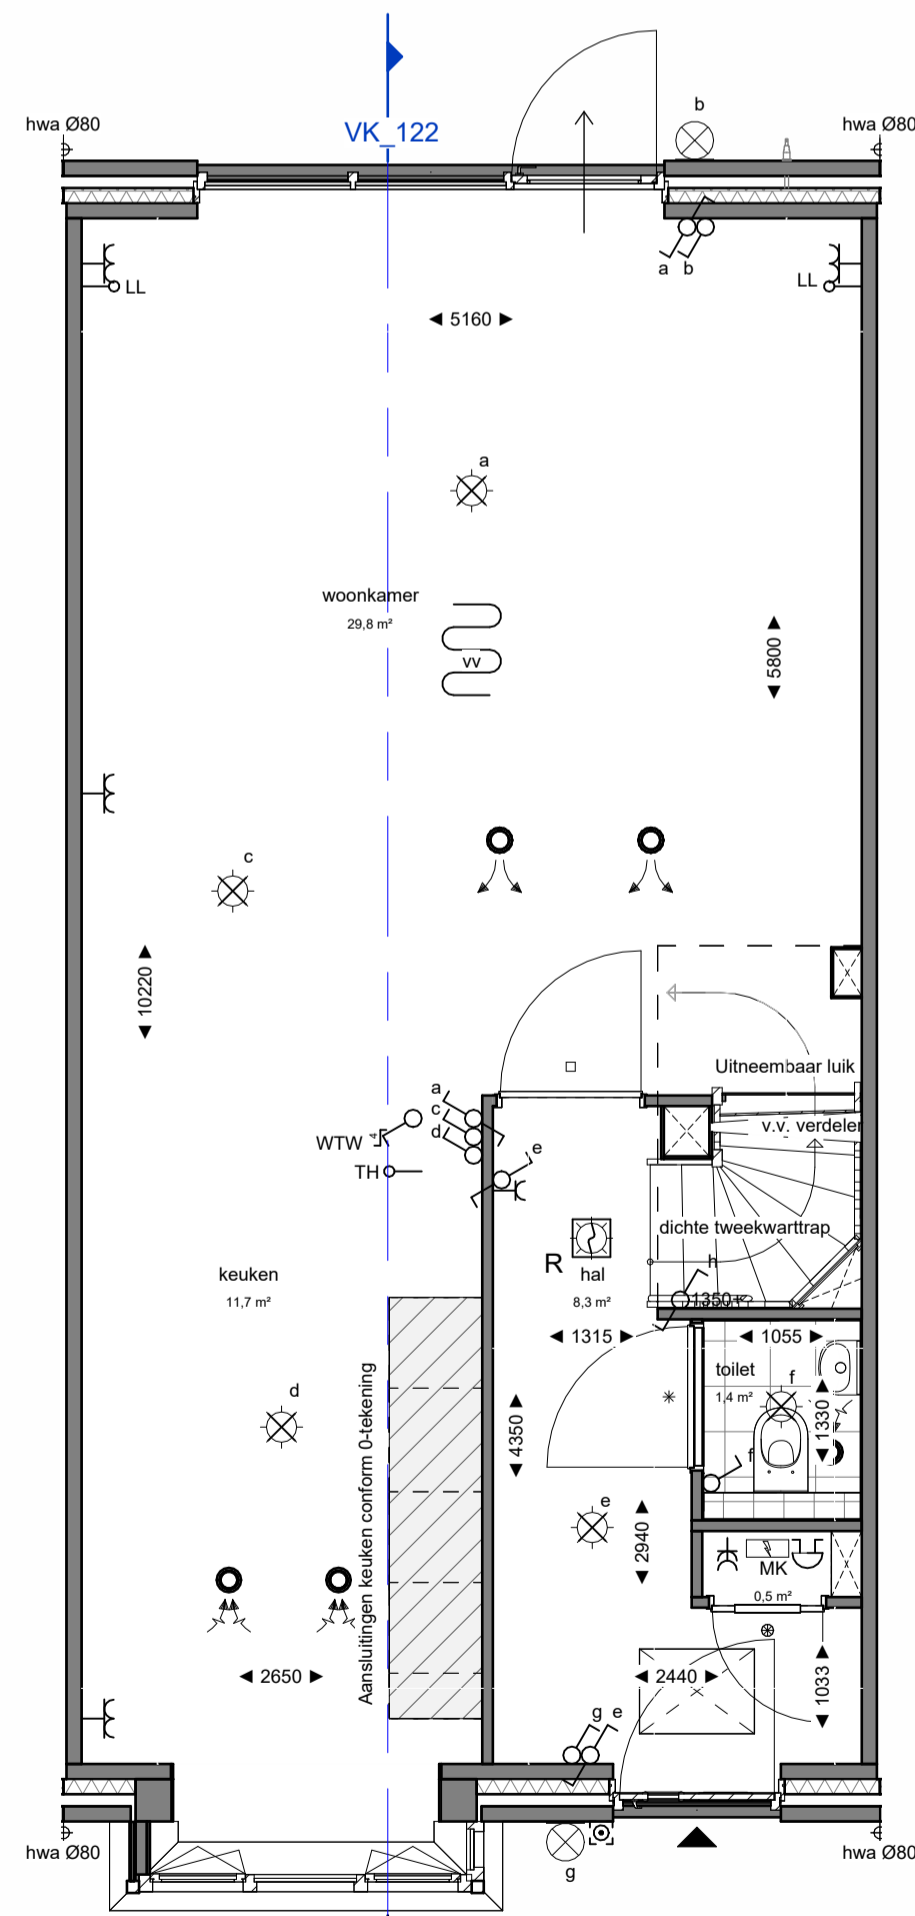 b
hwa Ø80
VK_122
hwa Ø80
a b
LL
LL
5160
a
woonkamer
29,8 m²
vv
5800
c
10220
Uitneembaar luik
a
c
d
v.v. verdeler
WTW
4
e
TH
dichte tweekwarttrap
R
h
keuken
11,7 m²
hal
8,3 m²
1350+
1315
1055
toilet
1,4 m²
f
1330
Aansluitingen keuken conform 0-tekening
d
4350
f
e
2940
MK
0,5 m²
2650
2440
1033
g e
hwa Ø80
g
hwa Ø80